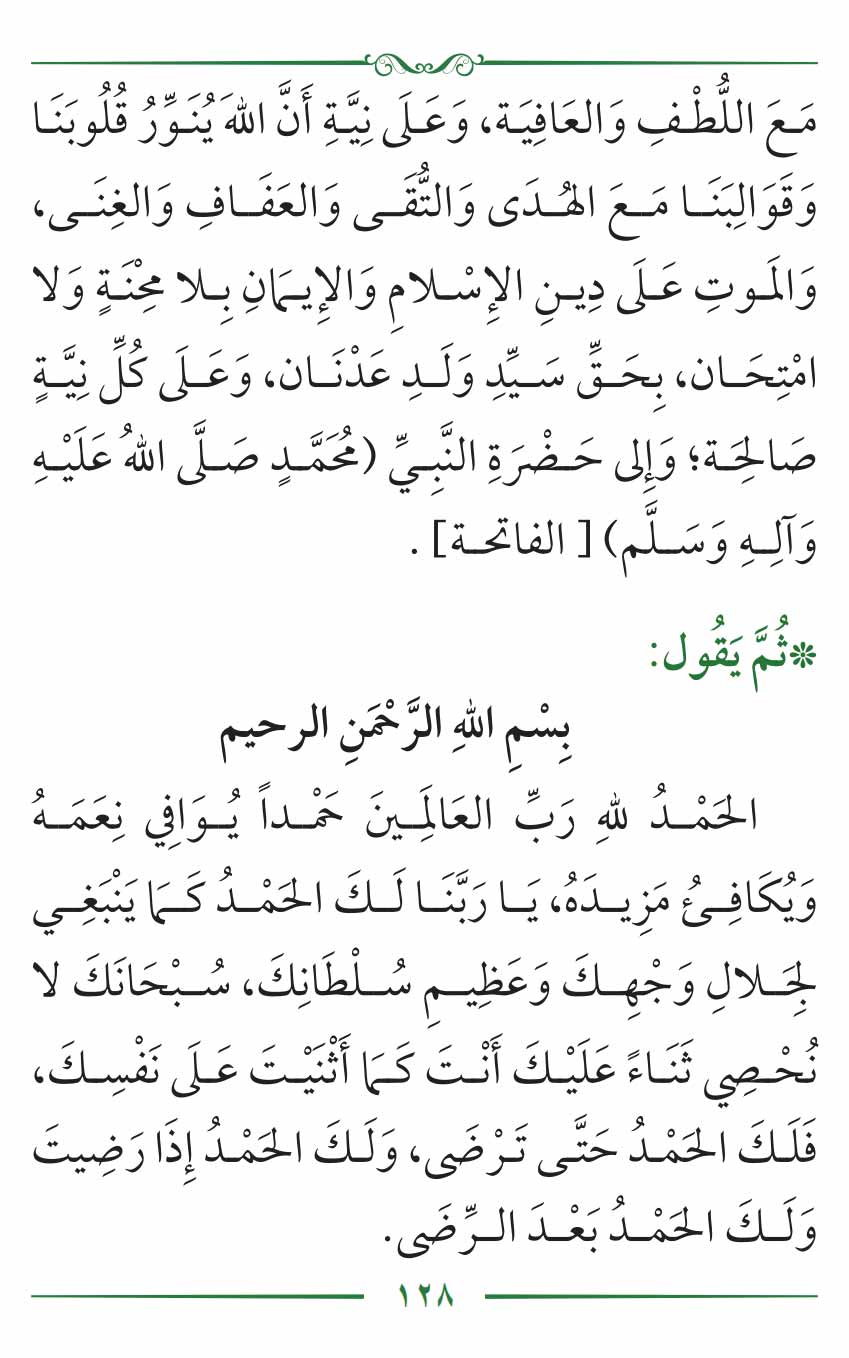 مَعَ اللُّطْفِ وَالعَافِيَة، وَعَلَى نِيَّةِ أَنَّ اللهَ يُنَوِّرُ قُلُوبَنَا
وَقَوَالِبَنَا مَعَ الهُدَى وَالتُّقَى وَالعَفَافِ وَالغِنَى،
وَالمَوتِ عَلَى دِينِ الإِسْلامِ وَالإِيمَانِ بِلا مِحْنَةٍ وَلا
امْتِحَان، بِحَقِّ سَيِّدِ وَلَدِ عَدْنَان، وَعَلَى كُلِّ نِيَّةٍ
صَالِحَة؛ وَإِلى حَضْرَةِ النَّبِيِّ (مُحَمَّدٍ صَلَّى اللهُ عَلَيْهِ
وَآلِهِ وَسَلَّم) [ الفاتحة] .
❊ثُمَّ يَقُول:
بِسْمِ اللهِ الرَّحْمَنِ الرحيم
الحَمْدُ للهِ رَبِّ العَالَمِينَ حَمْداً يُوَافِي نِعَمَهُ
وَيُكَافِئُ مَزِيدَهُ، يَا رَبَّنَا لَكَ الحَمْدُ كَمَا يَنْبَغِي
لِجَلالِ وَجْهِكَ وَعَظِيمِ سُلْطَانِكَ، سُبْحَانَكَ لا
نُحْصِي ثَنَاءً عَلَيْكَ أَنْتَ كَمَا أَثْنَيْتَ عَلَى نَفْسِكَ،
فَلَكَ الحَمْدُ حَتَّى تَرْضَى، وَلَكَ الحَمْدُ إِذَا رَضِيتَ
وَلَكَ الحَمْدُ بَعْدَ الرِّضَى.
١٢٨